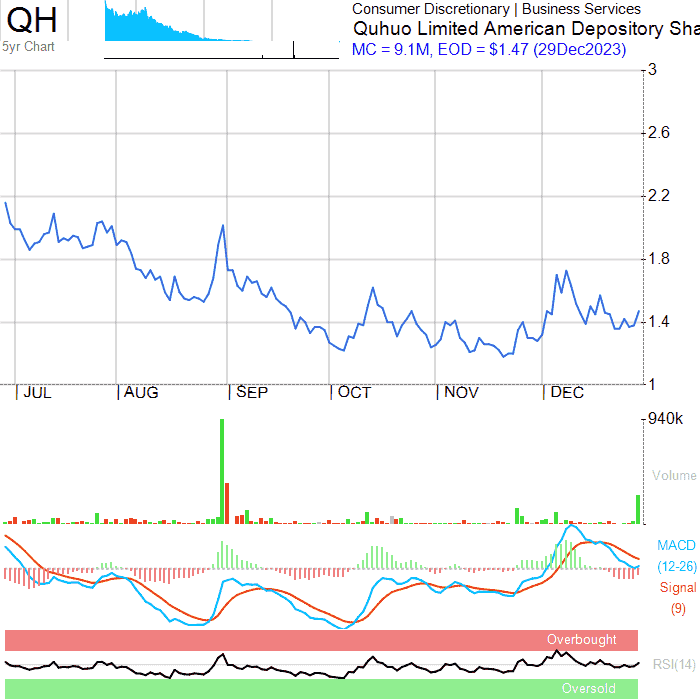 QH
5yr Chart
Consumer Discretionary | Business Services
Quhuo Limited American Depository Sha
MC = 9.1M, EOD = $1.47 (29Dec2023)
3
2.6
2.2
1.8
1.4
1
JUL AUG SEP OCT NOV DEC
940k
Volume
MACD
(12-26)
Signal
(9)
Overbought
RSI(14)
Oversold